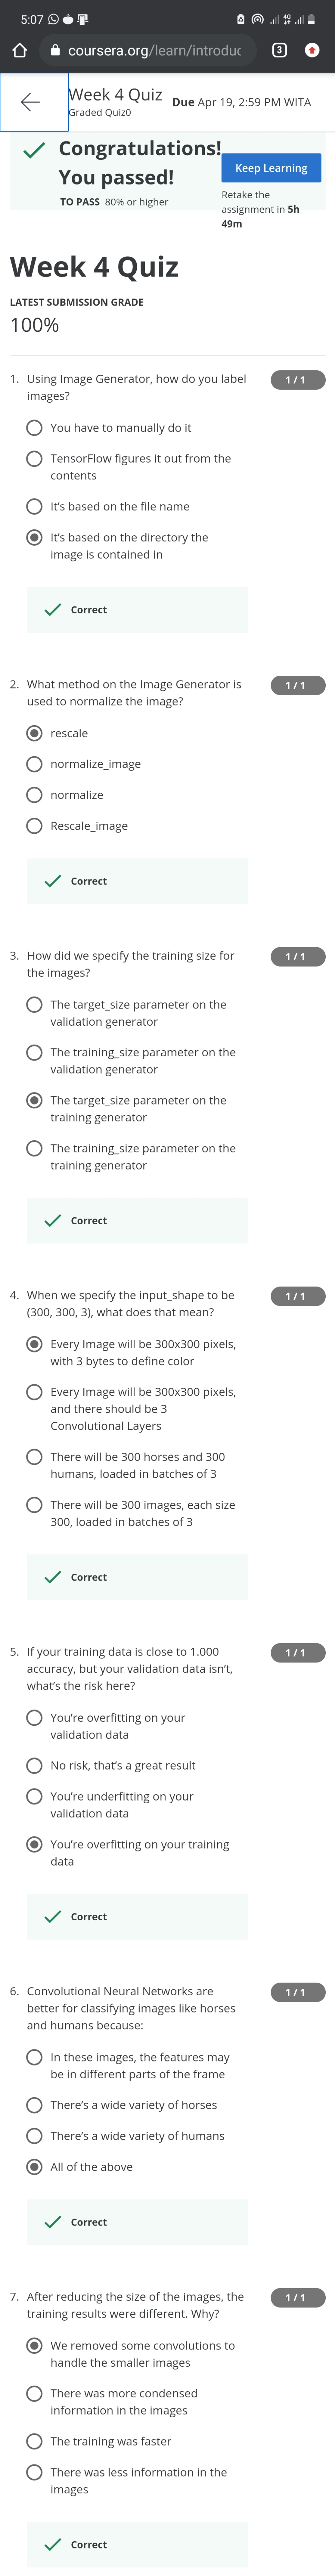 5:07
4G
coursera.org/learn/introduc
3
Week 4 Quiz
Graded Quiz0
Due Apr 19, 2:59 PM WITA
Congratulations!
You passed!
TO PASS 80% or higher
Keep Learning
Retake the
assignment in 5h
49m
Week 4 Quiz
LATEST SUBMISSION GRADE
100%
1. Using Image Generator, how do you label
images?
1 / 1
You have to manually do it
TensorFlow figures it out from the
contents
It's based on the file name
It's based on the directory the
image is contained in
Correct
2. What method on the Image Generator is
used to normalize the image?
1 / 1
rescale
normalize_image
normalize
Rescale_image
Correct
3. How did we specify the training size for
the images?
1 / 1
The target_size parameter on the
validation generator
The training_size parameter on the
validation generator
The target_size parameter on the
training generator
The training_size parameter on the
training generator
Correct
4. When we specify the input_shape to be
(300, 300, 3), what does that mean?
1 / 1
Every Image will be 300x300 pixels,
with 3 bytes to define color
Every Image will be 300x300 pixels,
and there should be 3
Convolutional Layers
There will be 300 horses and 300
humans, loaded in batches of 3
There will be 300 images, each size
300, loaded in batches of 3
Correct
5. If your training data is close to 1.000
accuracy, but your validation data isn't,
what's the risk here?
1 / 1
You're overfitting on your
validation data
No risk, that's a great result
You're underfitting on your
validation data
You're overfitting on your training
data
Correct
6. Convolutional Neural Networks are
better for classifying images like horses
and humans because:
1 / 1
In these images, the features may
be in different parts of the frame
There's a wide variety of horses
There's a wide variety of humans
All of the above
Correct
7. After reducing the size of the images, the
training results were different. Why?
1 / 1
We removed some convolutions to
handle the smaller images
There was more condensed
information in the images
The training was faster
There was less information in the
images
Correct